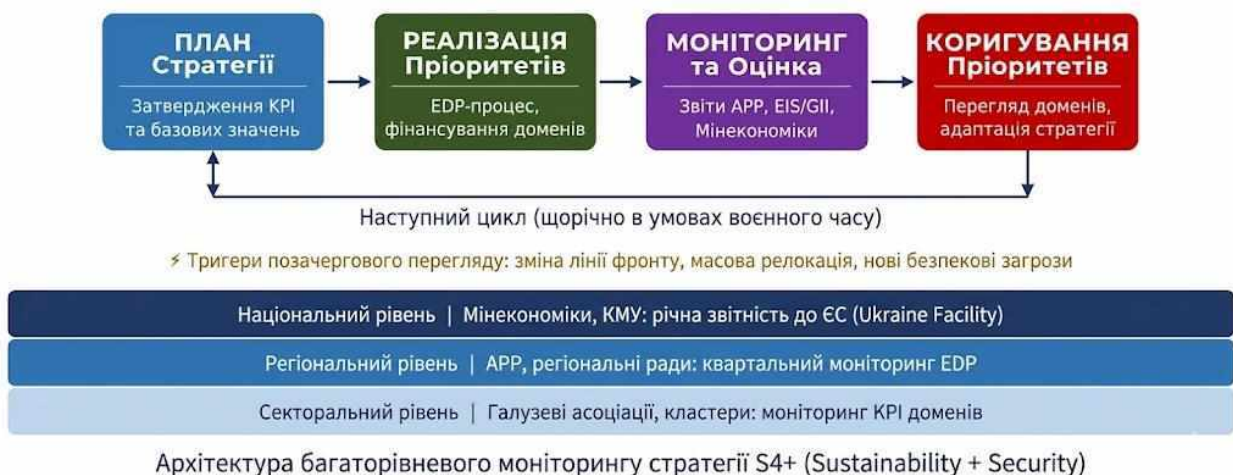 ПЛАН
Стратегії
Затвердження KPI
та базових значень
РЕАЛІЗАЦІЯ
Пріоритетів
EDP-процес,
фінансування доменів
МОНІТОРИНГ
та Оцінка
Звіти АРР, EIS/GII,
Мінекономіки
КОРИГУВАННЯ
Пріоритетів
Перегляд доменів,
адаптація стратегії
Наступний цикл (щорічно в умовах воєнного часу)
⚡ Тригери позачергового перегляду: зміна лінії фронту, масова релокація, нові безпекові загрози
Національний рівень | Мінекономіки, КМУ: річна звітність до ЄС (Ukraine Facility)
Регіональний рівень | АРР, регіональні ради: квартальний моніторинг EDP
Секторальний рівень | Галузеві асоціації, кластери: моніторинг KPI доменів
Архітектура багаторівневого моніторингу стратегії S4+ (Sustainability + Security)